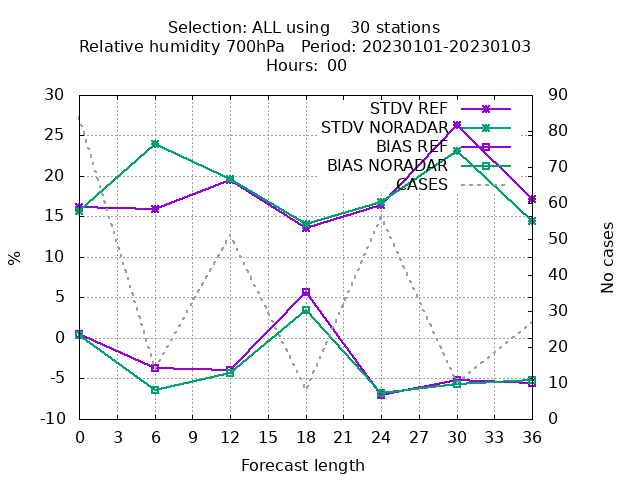 Selection: ALL using    30 stations
Relative humidity 700hPa   Period: 20230101-20230103
Hours: 00
STDV REF
STDV NORADAR
BIAS REF
BIAS NORADAR
CASES
30
25
20
15
10
5
0
-5
-10
%
90
80
70
60
50
40
30
20
10
0
No cases
0 3 6 9 12 15 18 21 24 27 30 33 36
Forecast length